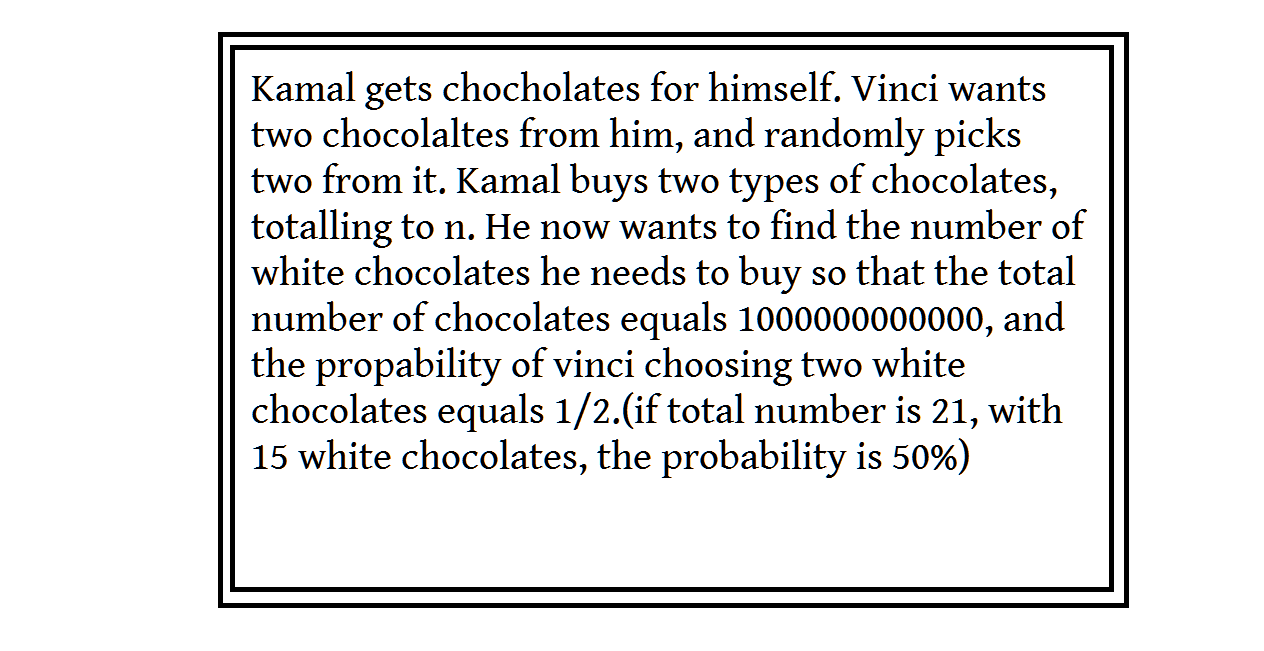 Kamal gets chocholates for himself. Vinci wants
two chocolaltes from him, and randomly picks
two from it. Kamal buys two types of chocolates,
totalling to n. He now wants to find the number of
white chocolates he needs to buy so that the total
number of chocolates equals 1000000000000, and
the propability of vinci choosing two white
chocolates equals 1/2.(if total number is 21, with
15 white chocolates, the probability is 50%)